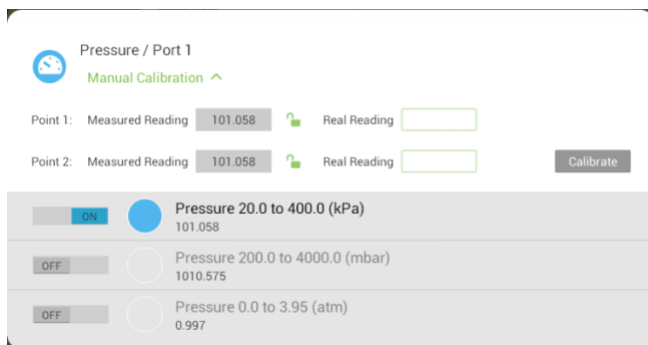 Pressure / Port 1
Manual Calibration
Point 1: Measured Reading 101.058 Real Reading
Point 2: Measured Reading 101.058 Real Reading Calibrate
ON Pressure 20.0 to 400.0 (kPa)
101.058
OFF Pressure 200.0 to 4000.0 (mbar)
1010.575
OFF Pressure 0.0 to 3.95 (atm)
0.997